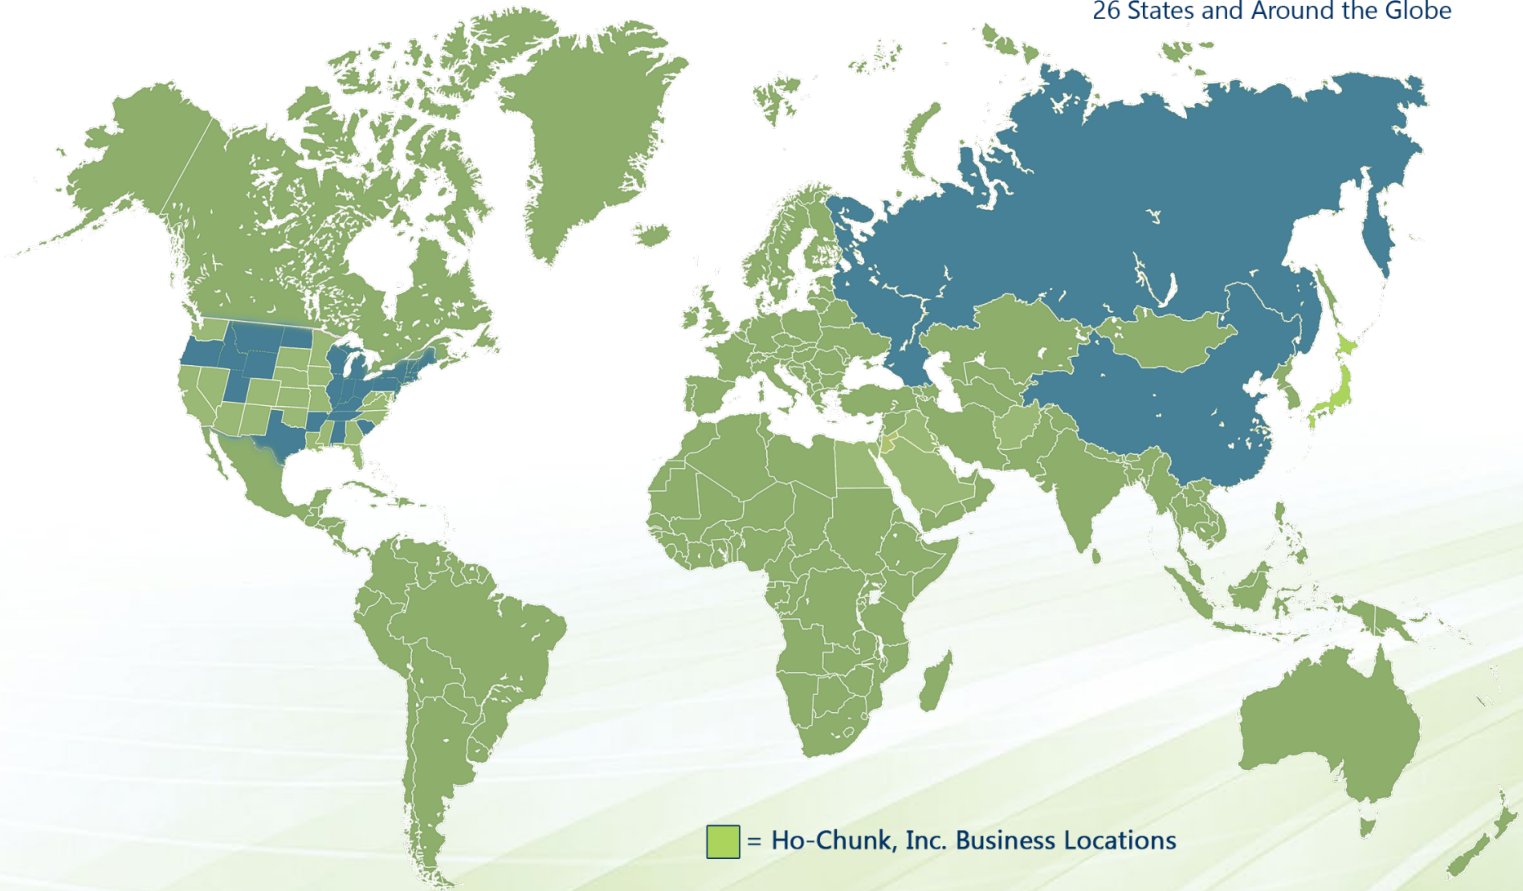 26 States and Around the Globe
= Ho-Chunk, Inc. Business Locations